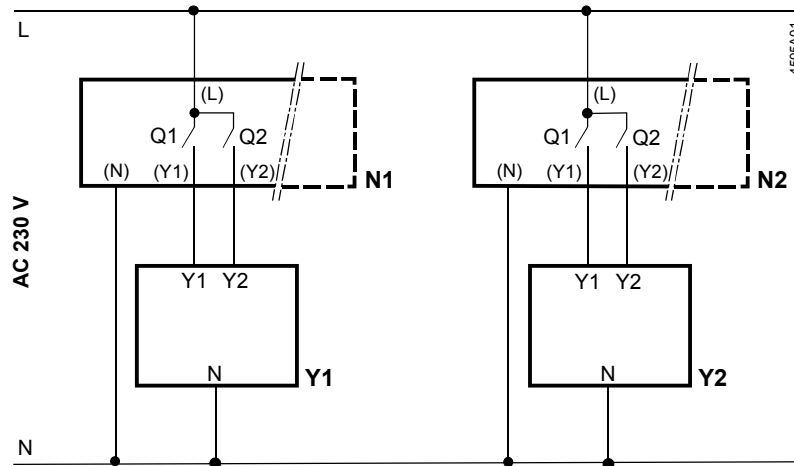 L
(L) (L)
Q1 Q2 Q1 Q2
(N) (Y1) (Y2) N1 (N) (Y1) (Y2) N2
AC 230 V
Y1 Y2 Y1 Y2
N Y1 N Y2
N